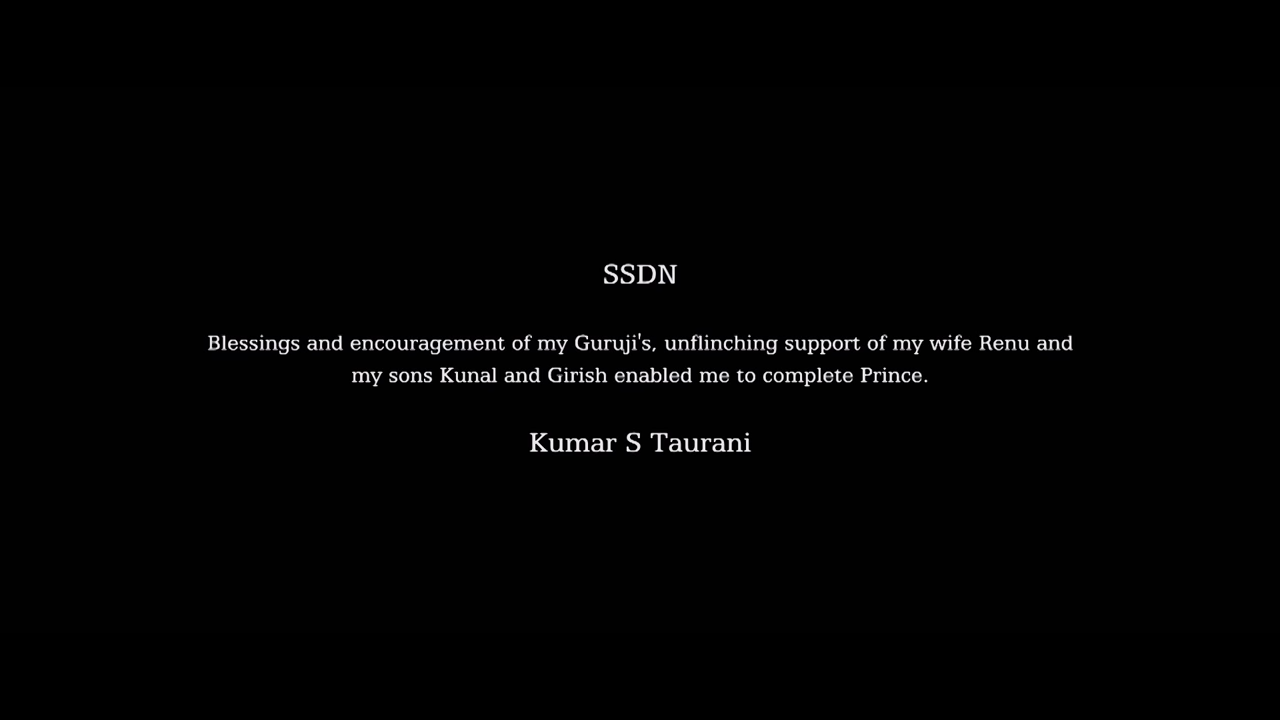 SSDN
Blessings and encouragement of my Guruji's, unflinching support of my wife Renu and
my sons Kunal and Girish enabled me to complete Prince.
Kumar S Taurani